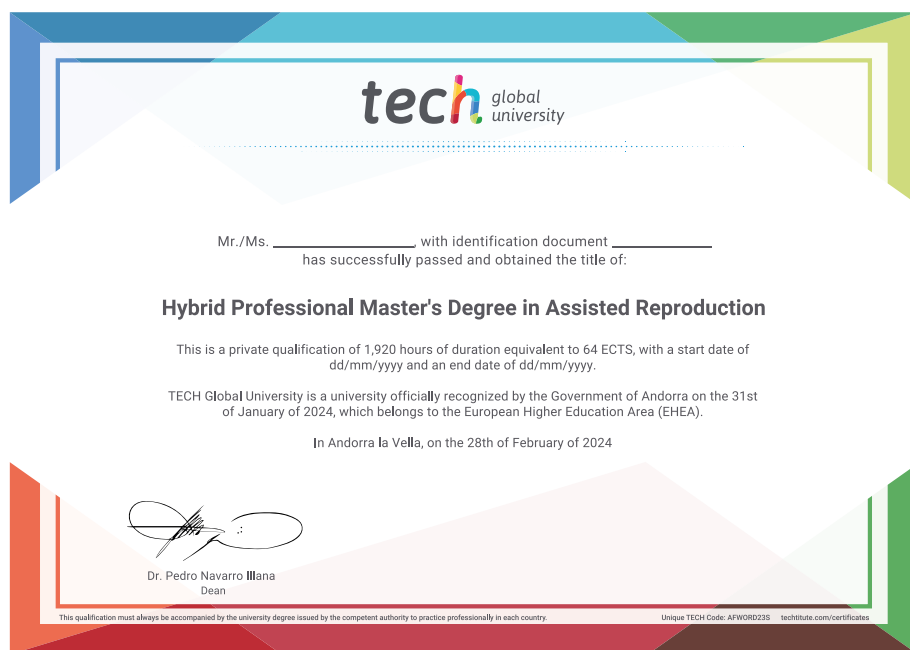 tech global university
Mr./Ms. ____________________, with identification document ______________
has successfully passed and obtained the title of:
Hybrid Professional Master's Degree in Assisted Reproduction
This is a private qualification of 1,920 hours of duration equivalent to 64 ECTS, with a start date of
dd/mm/yyyy and an end date of dd/mm/yyyy.
TECH Global University is a university officially recognized by the Government of Andorra on the 31st
of January of 2024, which belongs to the European Higher Education Area (EHEA).
In Andorra la Vella, on the 28th of February of 2024
Dr. Pedro Navarro Illana
Dean
This qualification must always be accompanied by the university degree issued by the competent authority to practice professionally in each country.
Unique TECH Code: AFWORD23S techtitute.com/certificates